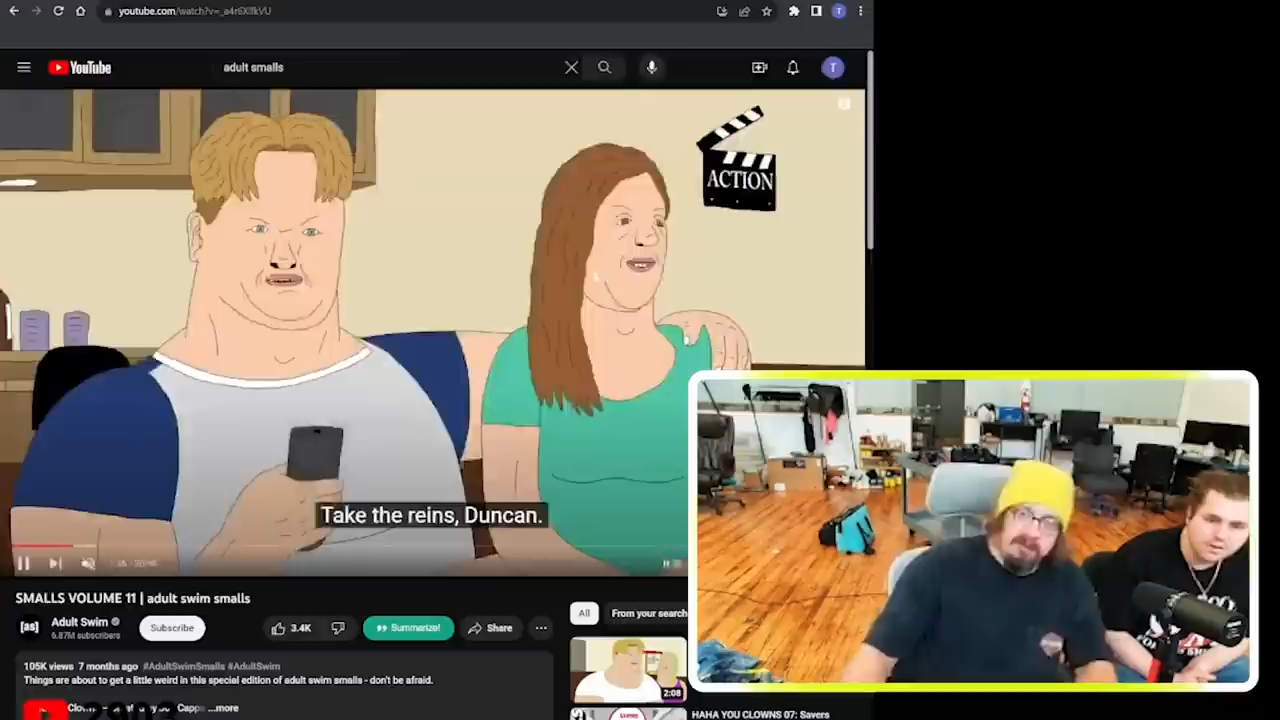 youtube.com/watch?v=_a4r6XlfkVU
YouTube
adult smalls
T
T
ACTION
Take the reins, Duncan.
SMALLS VOLUME 11 | adult swim smalls
[as]
Adult Swim
6.87M subscribers
Subscribe
3.4K
Summarize!
Share
...
All
From your search
105K views 7 months ago #AdultSwimSmalls #AdultSwim
Things are about to get a little weird in this special edition of adult swim smalls - don't be afraid.
...more
2:08
HAHA YOU CLOWNS 07: Savers